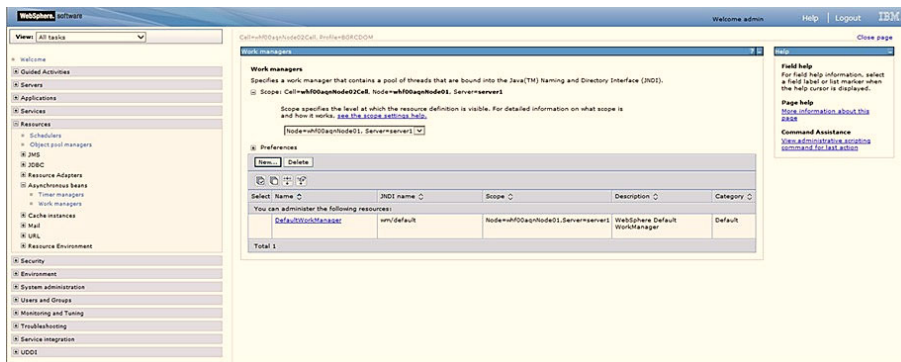 WebSphere. software
Welcome admin
Help | Logout
IBM
View: All tasks
Welcome
Guided Activities
Servers
Applications
Services
Resources
Schedulers
Object pool managers
JMS
JDBC
Resource Adapters
Asynchronous beans
Timer managers
Work managers
Cache instances
Mail
URL
Resource Environment
Security
Environment
System administration
Users and Groups
Monitoring and Tuning
Troubleshooting
Service integration
UDDI
Cell=whf00aqnNode02Cell, Profile=BORCDOM
Close page
Work managers
Work managers
Specifies a work manager that contains a pool of threads that are bound into the Java(TM) Naming and Directory Interface (JNDI).
Scope: Cell=whf00aqnNode02Cell, Node=whf00aqnNode01, Server=server1
Scope specifies the level at which the resource definition is visible. For detailed information on what scope is
and how it works, see the scope settings help.
Node=whf00aqnNode01, Server=server1
Preferences
New... Delete
Select Name JNDI name Scope Description Category
You can administer the following resources:
DefaultWorkManager wm/default Node=whf00aqnNode01,Server=server1 WebSphere Default Default
WorkManager
Total 1
Help
Field help
For field help information, select
a field label or list marker when
the help cursor is displayed.
Page help
More information about this
page
Command Assistance
View administrative scripting
command for last action